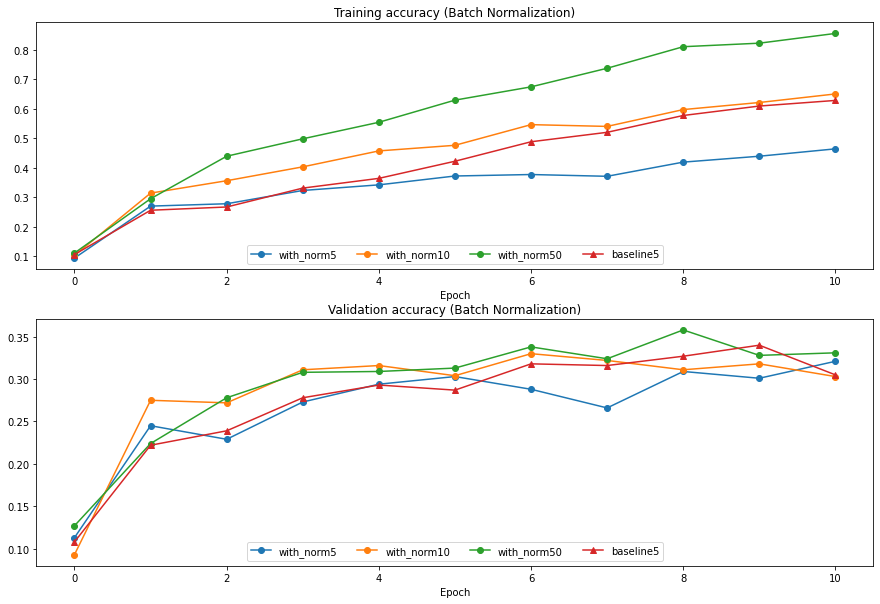 Training accuracy (Batch Normalization)
0.8
0.7
0.6
0.5
0.4
0.3
0.2
0.1
with_norm5 with_norm10 with_norm50 baseline5
0 2 4 6 8 10
Epoch
Validation accuracy (Batch Normalization)
0.35
0.30
0.25
0.20
0.15
0.10
with_norm5 with_norm10 with_norm50 baseline5
0 2 4 6 8 10
Epoch